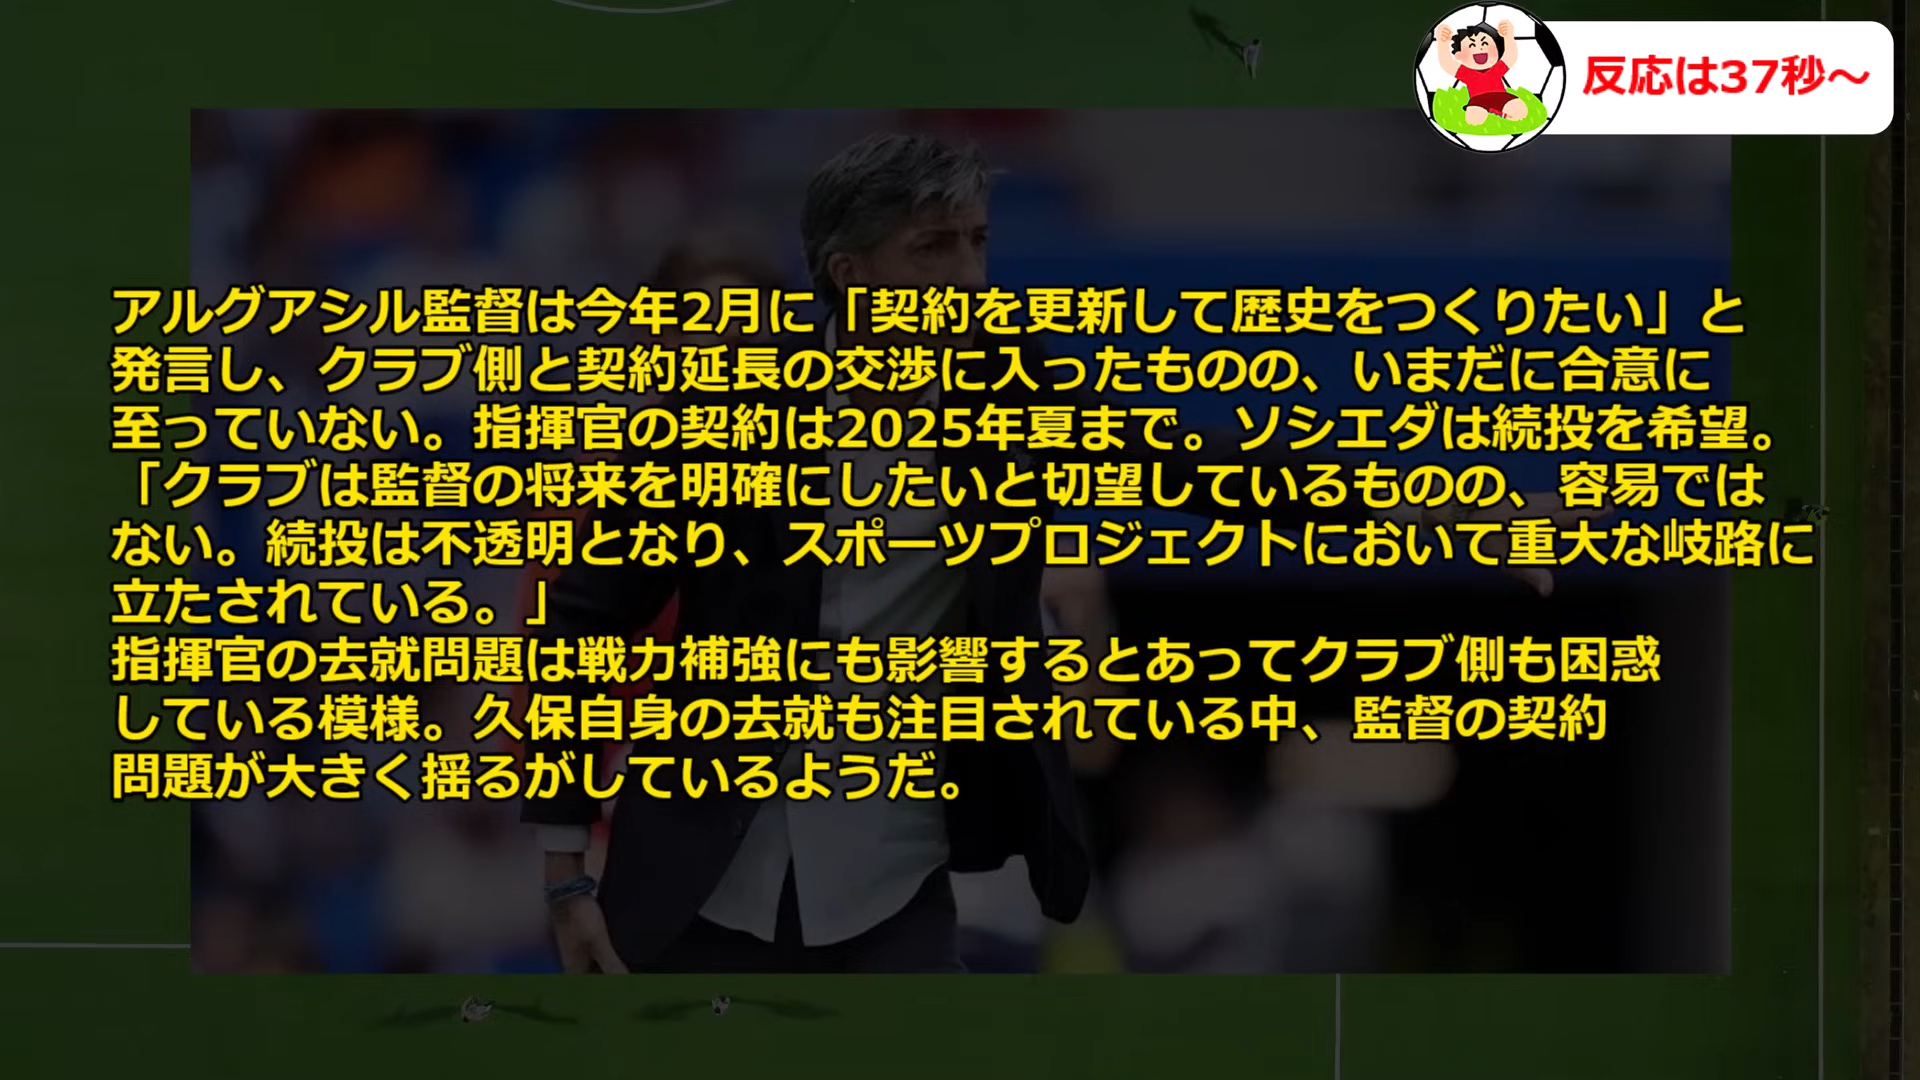 反応は37秒～
アルグアシル監督は今年2月に「契約を更新して歴史をつくりたい」と
発言し、クラブ側と契約延長の交渉に入ったものの、いまだに合意に
至っていない。指揮官の契約は2025年夏まで。ソシエダは続投を希望。
「クラブは監督の将来を明確にしたいと切望しているものの、容易では
ない。続投は不透明となり、スポーツプロジェクトにおいて重大な岐路に
立たされている。」
指揮官の去就問題は戦力補強にも影響するとあってクラブ側も困惑
している模様。久保自身の去就も注目されている中、監督の契約
問題が大きく揺るがしているようだ。